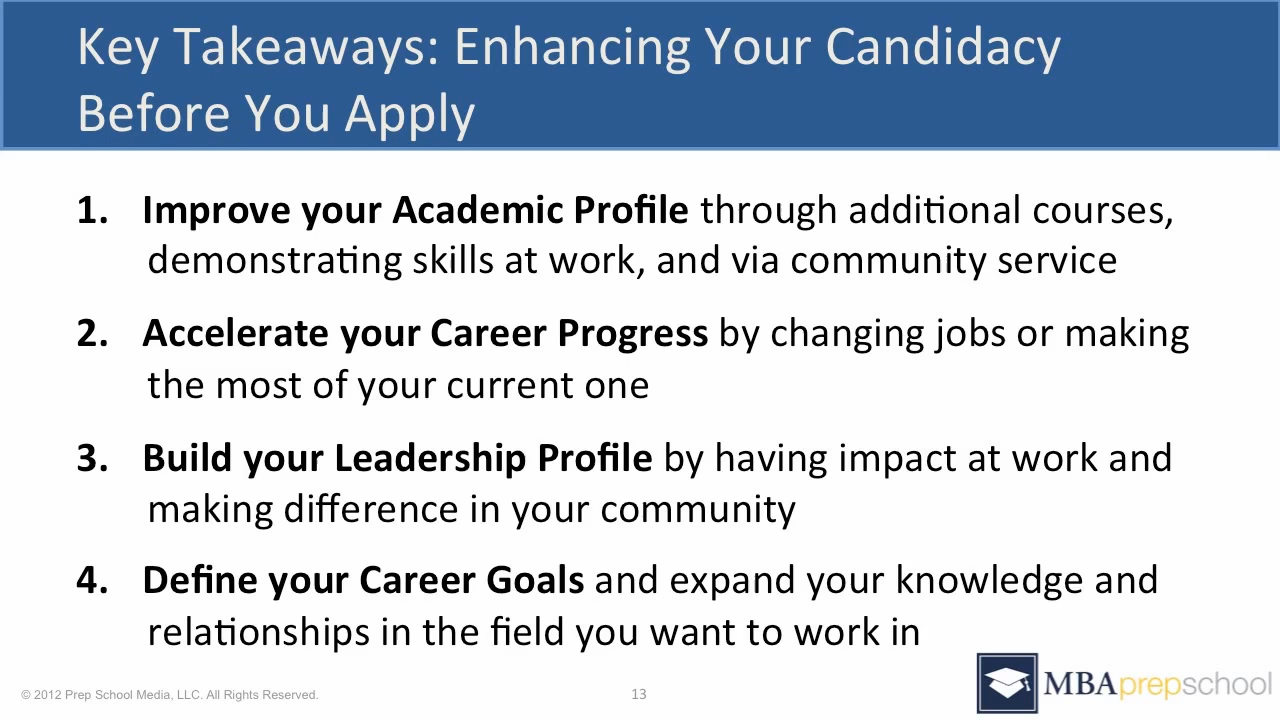 Key Takeaways: Enhancing Your Candidacy
Before You Apply
1. Improve your Academic Profile through additional courses,
demonstrating skills at work, and via community service
2. Accelerate your Career Progress by changing jobs or making
the most of your current one
3. Build your Leadership Profile by having impact at work and
making difference in your community
4. Define your Career Goals and expand your knowledge and
relationships in the field you want to work in
© 2012 Prep School Media, LLC. All Rights Reserved.
13
MBAprepschool